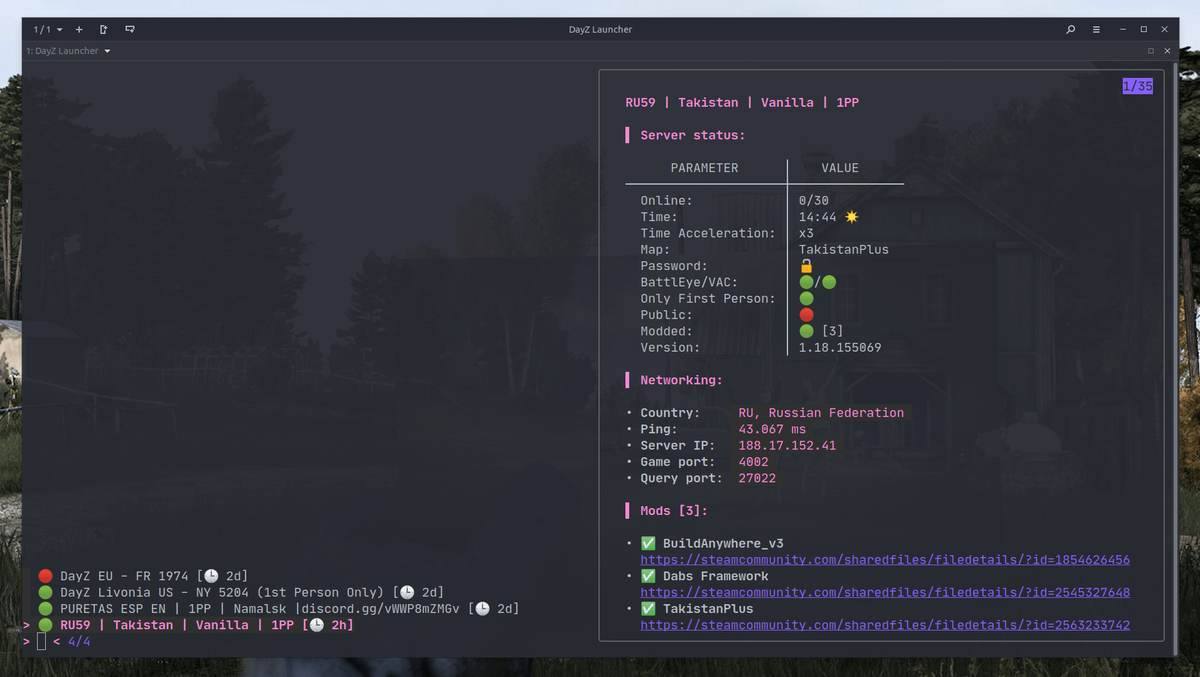 1/1
DayZ Launcher
1: DayZ Launcher
1/35
RU59 | Takistan | Vanilla | 1PP
Server status:
PARAMETER VALUE
Online: 0/30
Time: 14:44
Time Acceleration: x3
Map: TakistanPlus
Password:
BattlEye/VAC: /
Only First Person:
Public:
Modded: [3]
Version: 1.18.155069
Networking:
• Country: RU, Russian Federation
• Ping: 43.067 ms
• Server IP: 188.17.152.41
• Game port: 4002
• Query port: 27022
Mods [3]:
• ✅ BuildAnywhere_v3
https://steamcommunity.com/sharedfiles/filedetails/?id=1854626456
• ✅ Dabs Framework
https://steamcommunity.com/sharedfiles/filedetails/?id=2545327648
• ✅ TakistanPlus
https://steamcommunity.com/sharedfiles/filedetails/?id=2563233742
DayZ EU - FR 1974 [🕒 2d]
DayZ Livonia US - NY 5204 (1st Person Only) [🕒 2d]
PURETAS ESP EN | 1PP | Namalsk |discord.gg/vWWP8mZMGv [🕒 2d]
> RU59 | Takistan | Vanilla | 1PP [🕒 2h]
> < 4/4